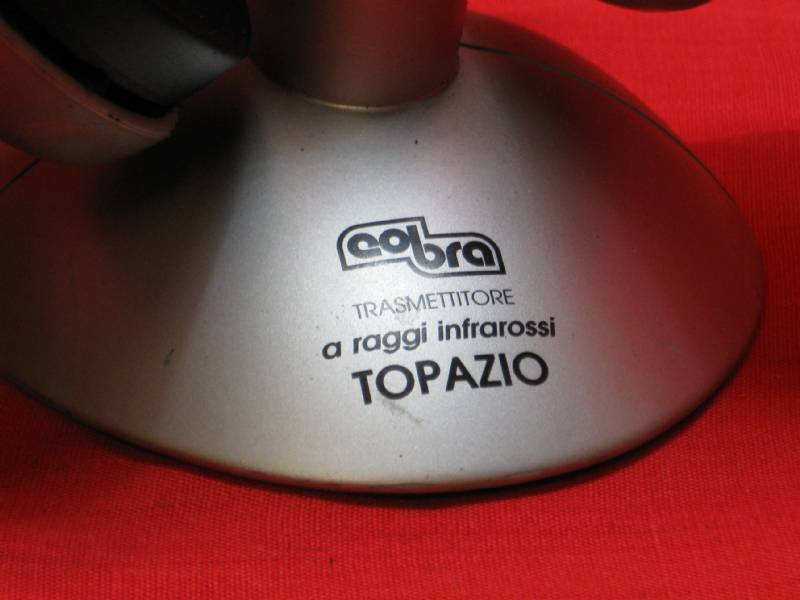 cobra
TRASMETTITORE
a raggi infrarossi
TOPAZIO